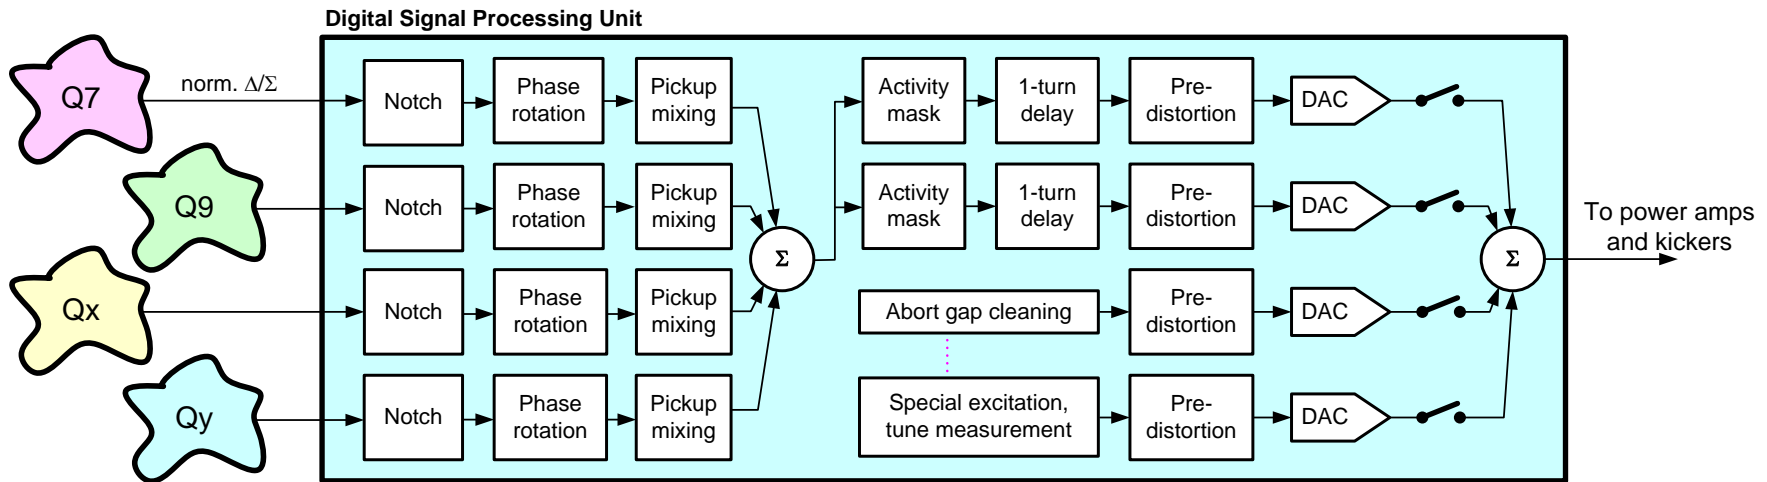 Digital Signal Processing Unit
Q7
norm. Δ/Σ
Notch
Phase
rotation
Pickup
mixing
Activity
mask
1-turn
delay
Pre-
distortion
DAC
Q9
Notch
Phase
rotation
Pickup
mixing
Σ
Activity
mask
1-turn
delay
Pre-
distortion
DAC
Σ
To power amps
and kickers
Qx
Notch
Phase
rotation
Pickup
mixing
Abort gap cleaning
Pre-
distortion
DAC
Qy
Notch
Phase
rotation
Pickup
mixing
Special excitation,
tune measurement
Pre-
distortion
DAC